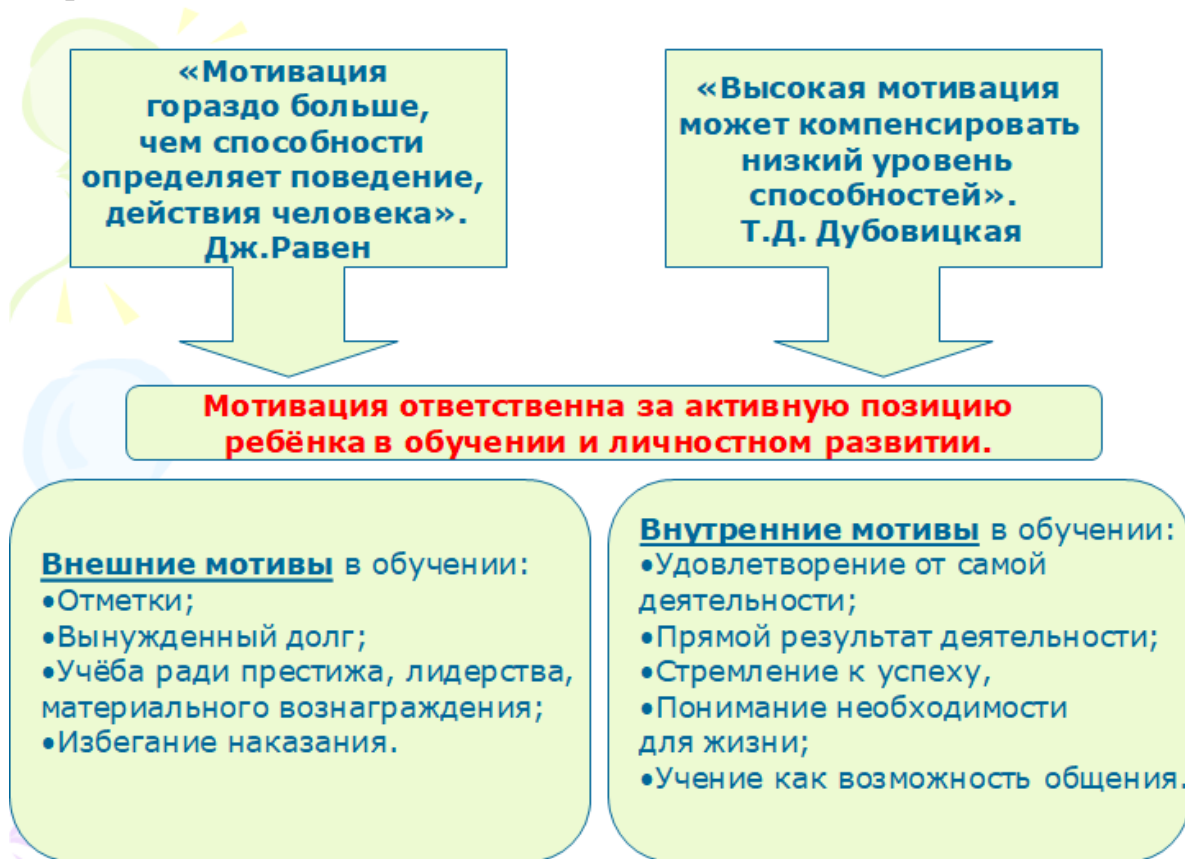 «Мотивация
гораздо больше,
чем способности
определяет поведение,
действия человека».
Дж.Равен
«Высокая мотивация
может компенсировать
низкий уровень
способностей».
Т.Д. Дубовицкая
Мотивация ответственна за активную позицию
ребёнка в обучении и личностном развитии.
Внешние мотивы в обучении:
•Отметки;
•Вынужденный долг;
•Учёба ради престижа, лидерства,
материального вознаграждения;
•Избегание наказания.
Внутренние мотивы в обучении:
•Удовлетворение от самой
деятельности;
•Прямой результат деятельности;
•Стремление к успеху,
•Понимание необходимости
для жизни;
•Учение как возможность общения.